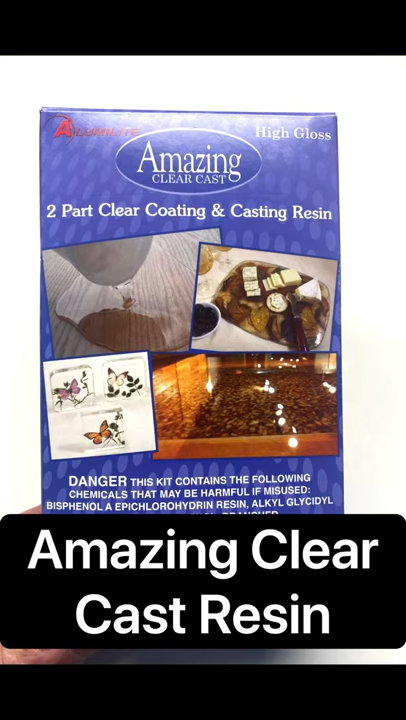 ALUMILITE
High Gloss
Amazing
CLEAR CAST
2 Part Clear Coating & Casting Resin
DANGER THIS KIT CONTAINS THE FOLLOWING
CHEMICALS THAT MAY BE HARMFUL IF MISUSED:
BISPHENOL A EPICHLOROHYDRIN RESIN, ALKYL GLYCIDYL
Amazing Clear
Cast Resin